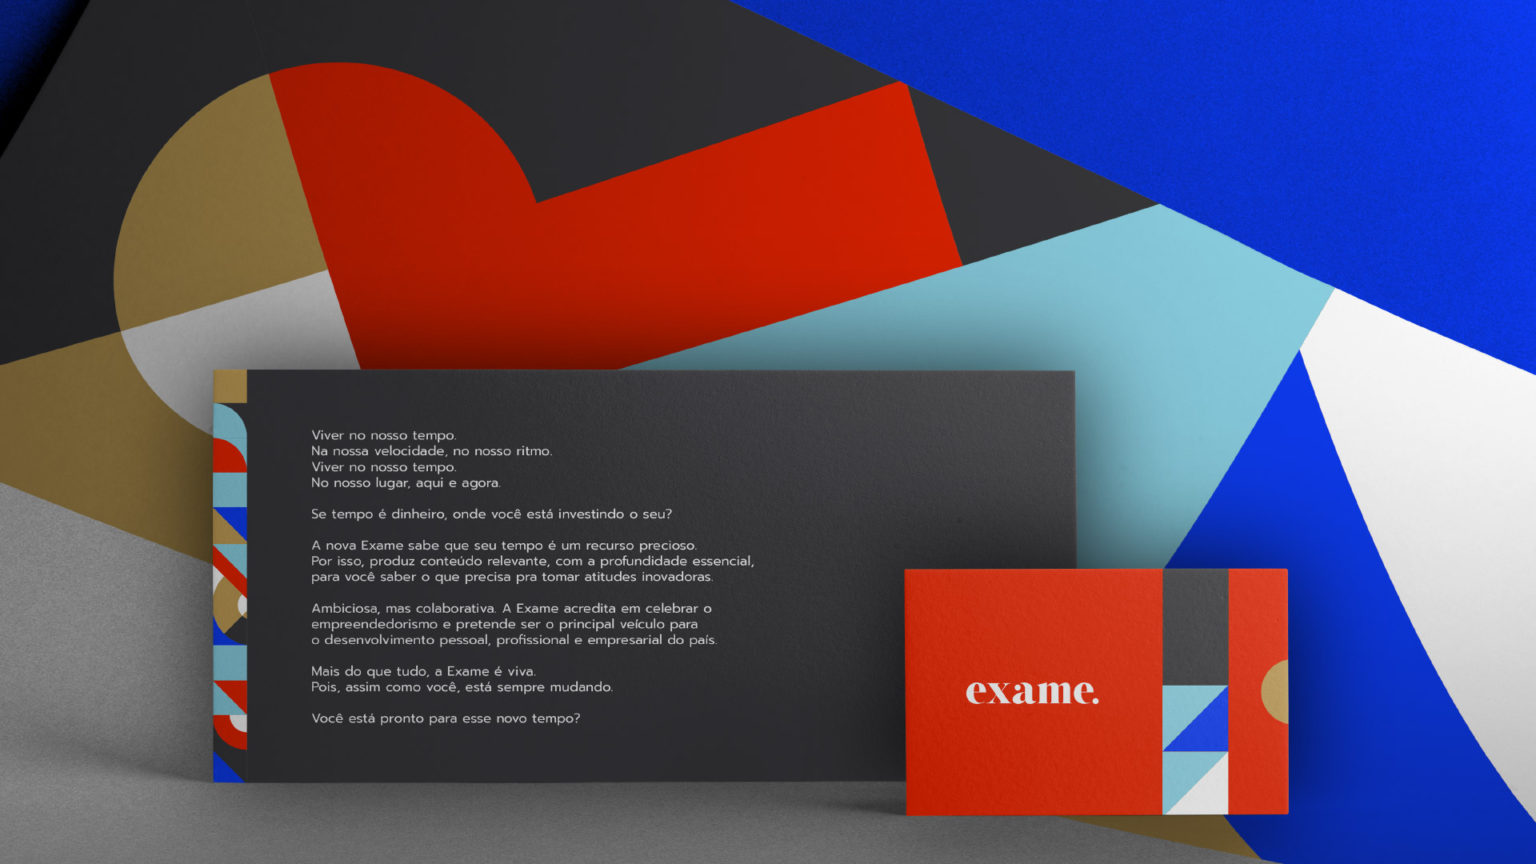 Viver no nosso tempo.
Na nossa velocidade, no nosso ritmo.
Viver no nosso tempo.
No nosso lugar, aqui e agora.
Se tempo é dinheiro, onde você está investindo o seu?
A nova Exame sabe que seu tempo é um recurso precioso.
Por isso, produz conteúdo relevante, com a profundidade essencial,
para você saber o que precisa pra tomar atitudes inovadoras.
Ambiciosa, mas colaborativa. A Exame acredita em celebrar o
empreendedorismo e pretende ser o principal veículo para
o desenvolvimento pessoal, profissional e empresarial do país.
Mais do que tudo, a Exame é viva.
Pois, assim como você, está sempre mudando.
Você está pronto para esse novo tempo?
exame.